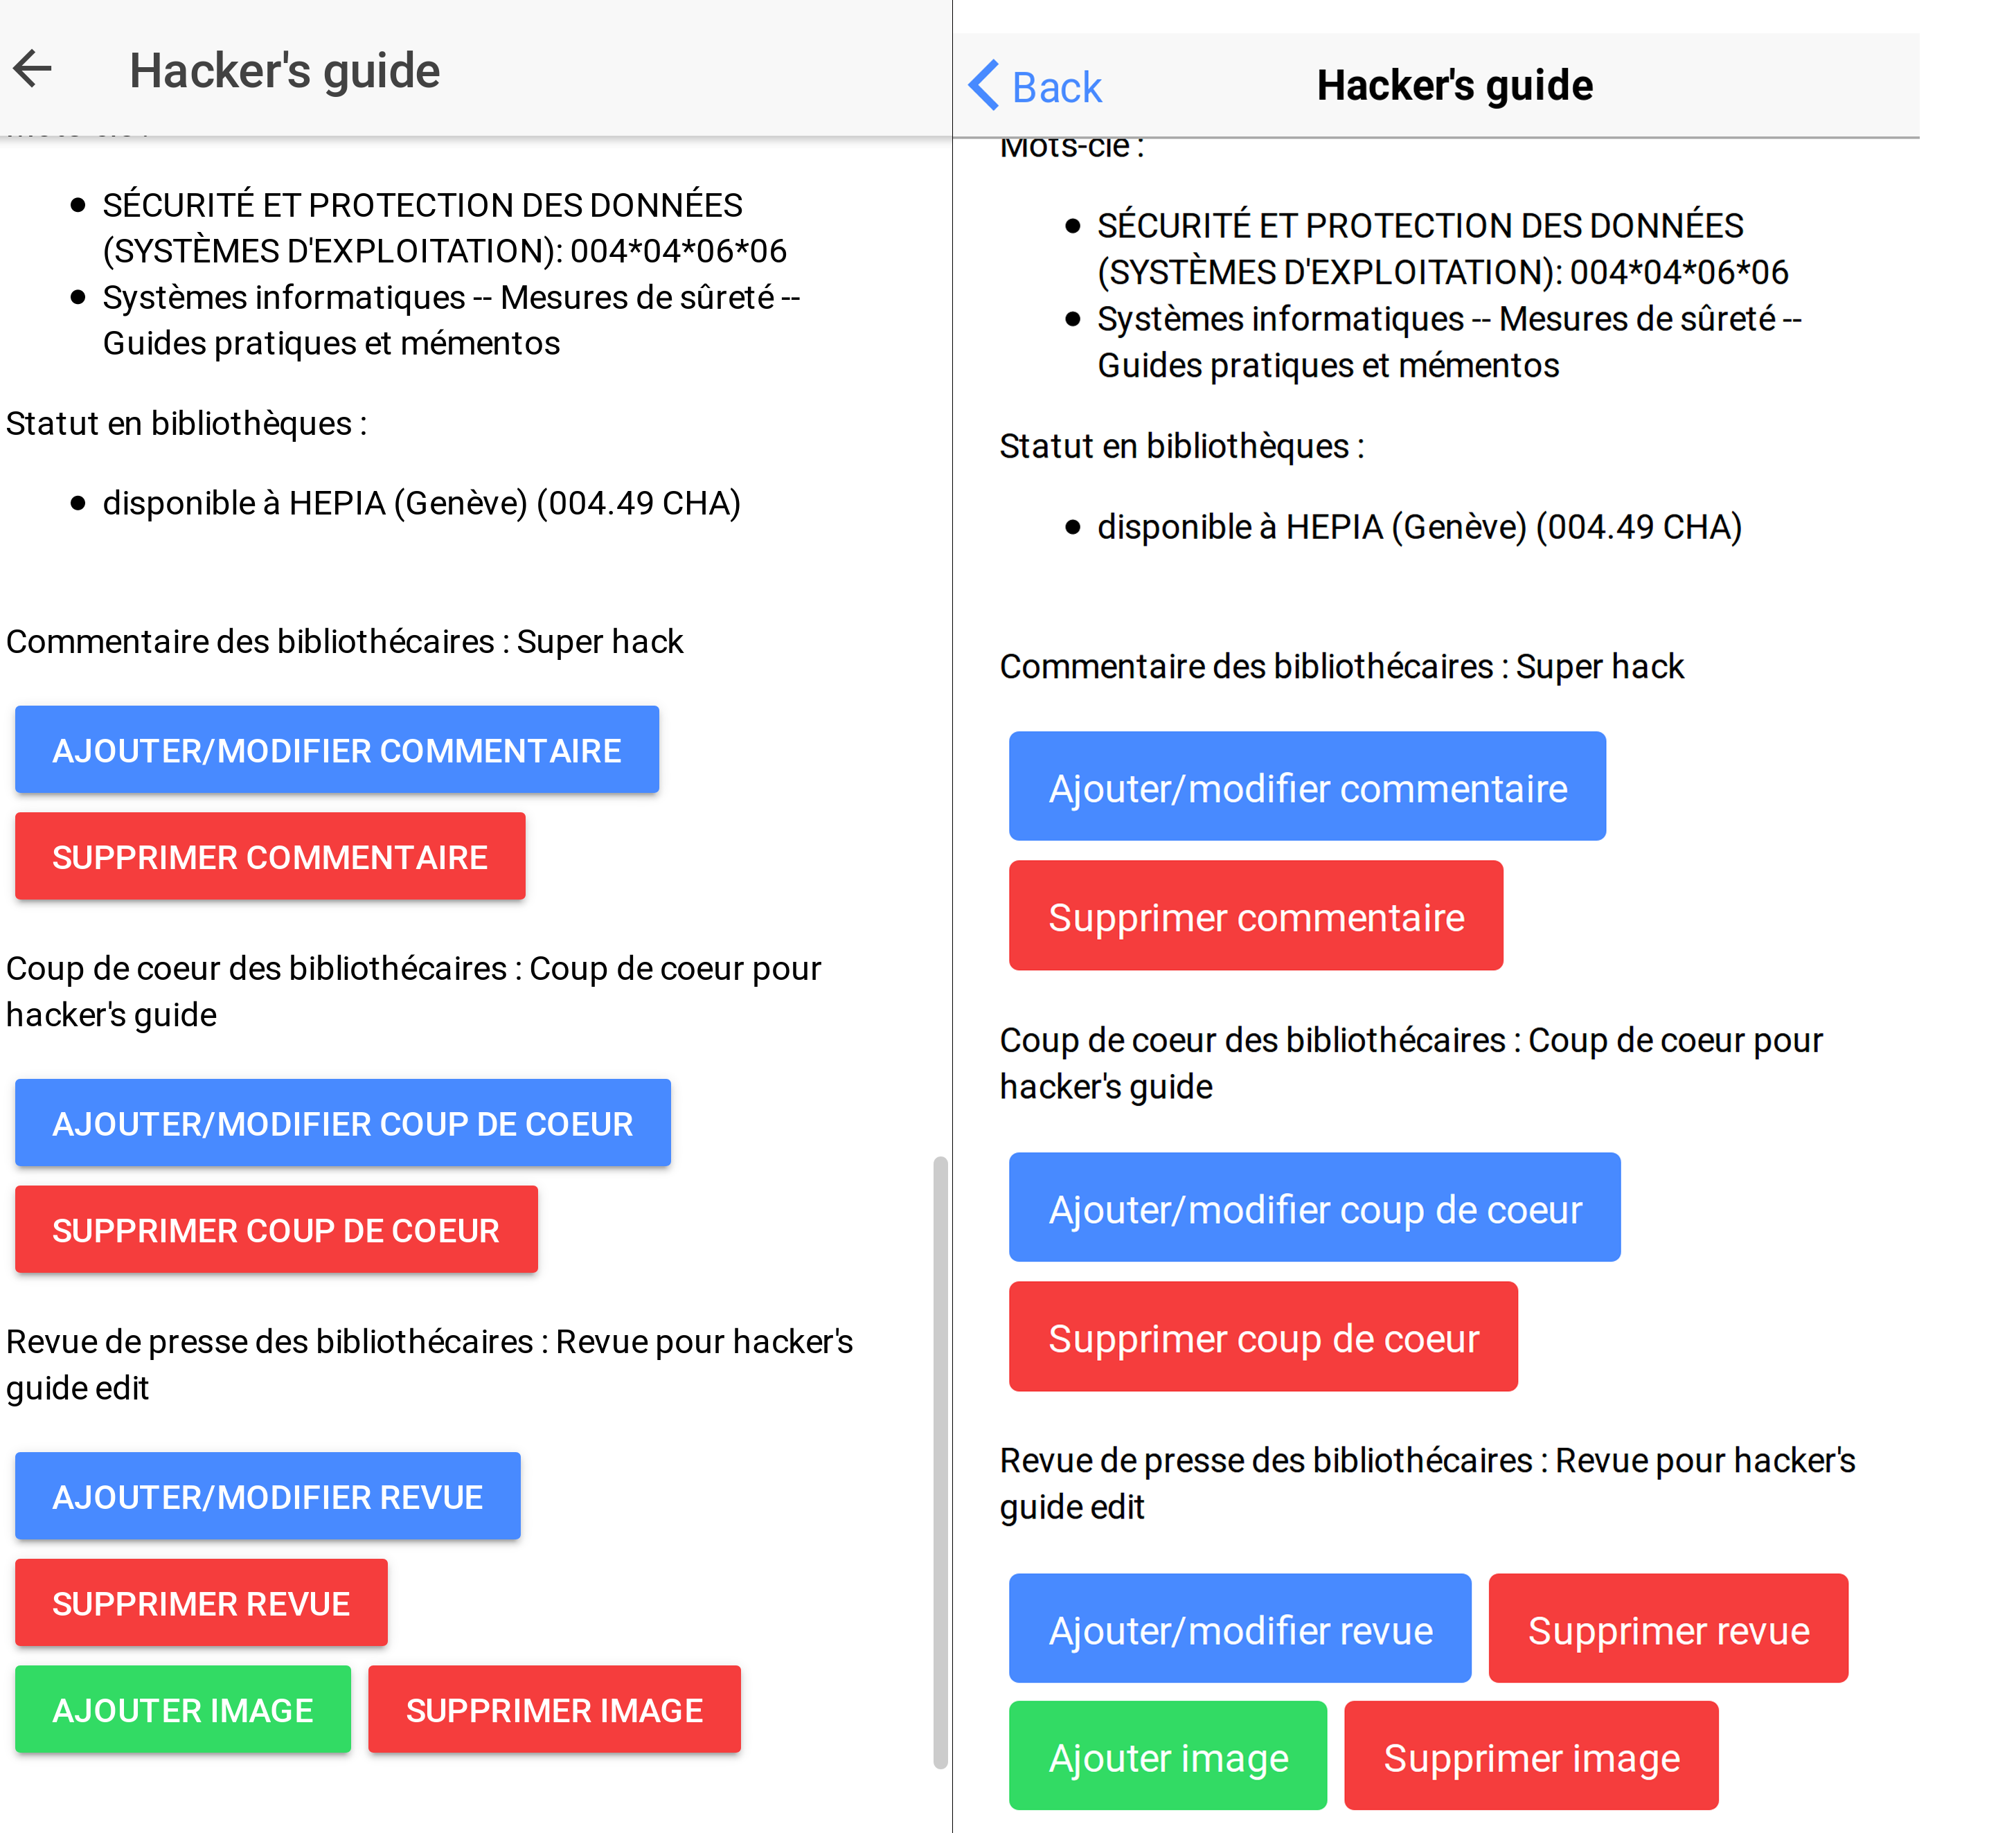 Hacker's guide
SÉCURITÉ ET PROTECTION DES DONNÉES
(SYSTÈMES D'EXPLOITATION): 004*04*06*06
Systèmes informatiques -- Mesures de sûreté --
Guides pratiques et mémentos
Statut en bibliothèques :
disponible à HEPIA (Genève) (004.49 CHA)
Commentaire des bibliothécaires : Super hack
AJOUTER/MODIFIER COMMENTAIRE
SUPPRIMER COMMENTAIRE
Coup de coeur des bibliothécaires : Coup de coeur pour
hacker's guide
AJOUTER/MODIFIER COUP DE COEUR
SUPPRIMER COUP DE COEUR
Revue de presse des bibliothécaires : Revue pour hacker's
guide edit
AJOUTER/MODIFIER REVUE
SUPPRIMER REVUE
AJOUTER IMAGE SUPPRIMER IMAGE
Back Hacker's guide
Mots-clé :
SÉCURITÉ ET PROTECTION DES DONNÉES
(SYSTÈMES D'EXPLOITATION): 004*04*06*06
Systèmes informatiques -- Mesures de sûreté --
Guides pratiques et mémentos
Statut en bibliothèques :
disponible à HEPIA (Genève) (004.49 CHA)
Commentaire des bibliothécaires : Super hack
Ajouter/modifier commentaire
Supprimer commentaire
Coup de coeur des bibliothécaires : Coup de coeur pour
hacker's guide
Ajouter/modifier coup de coeur
Supprimer coup de coeur
Revue de presse des bibliothécaires : Revue pour hacker's
guide edit
Ajouter/modifier revue Supprimer revue
Ajouter image Supprimer image